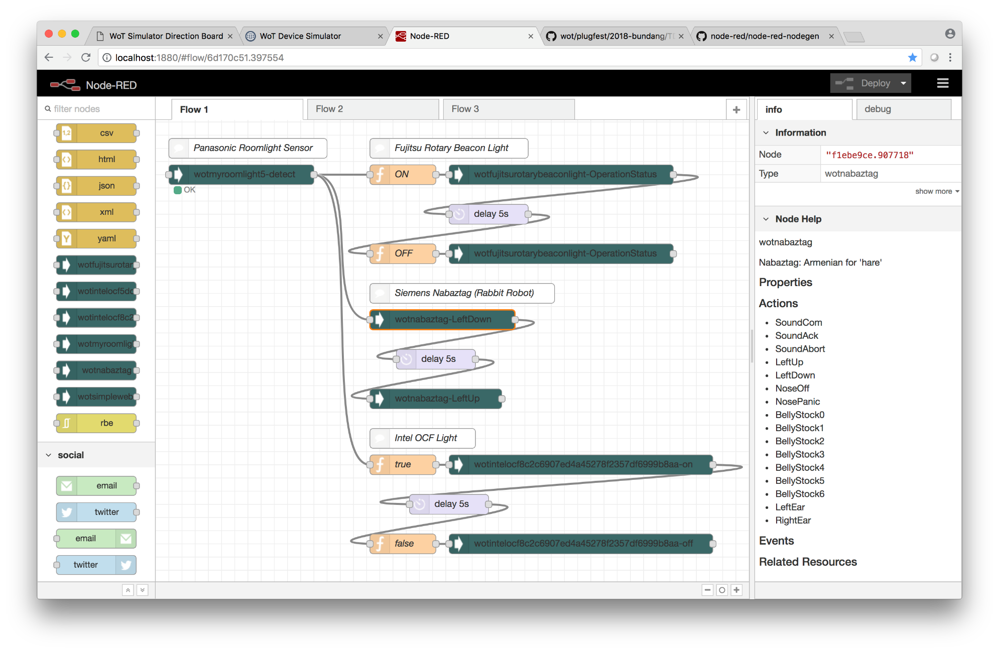 WoT Simulator Direction Board
WoT Device Simulator
Node-RED
wot/plugfest/2018-bundang/TD
node-red/node-red-nodegen
localhost:1880/#flow/6d170c51.397554
Node-RED
Deploy
filter nodes
csv
html
json
xml
yaml
wotfujitsurotar
wotintelocf5dc
wotintelocf8c2
wotmyroomlig
wotnabaztag
wotsimpleweb
rbe
social
email
twitter
email
twitter
Flow 1
Flow 2
Flow 3
Panasonic Roomlight Sensor
wotmyroomlight5-detect
OK
Fujitsu Rotary Beacon Light
ON
wotfujitsurotarybeaconlight-OperationStatus
delay 5s
OFF
wotfujitsurotarybeaconlight-OperationStatus
Siemens Nabaztag (Rabbit Robot)
wotnabaztag-LeftDown
delay 5s
wotnabaztag-LeftUp
Intel OCF Light
true
wotintelocf8c2c6907ed4a45278f2357df6999b8aa-on
delay 5s
false
wotintelocf8c2c6907ed4a45278f2357df6999b8aa-off
info
debug
Information
Node "f1ebe9ce.907718"
Type wotnabaztag
show more
Node Help
wotnabaztag
Nabaztag: Armenian for 'hare'
Properties
Actions
SoundCom
SoundAck
SoundAbort
LeftUp
LeftDown
NoseOff
NosePanic
BellyStock0
BellyStock1
BellyStock2
BellyStock3
BellyStock4
BellyStock5
BellyStock6
LeftEar
RightEar
Events
Related Resources